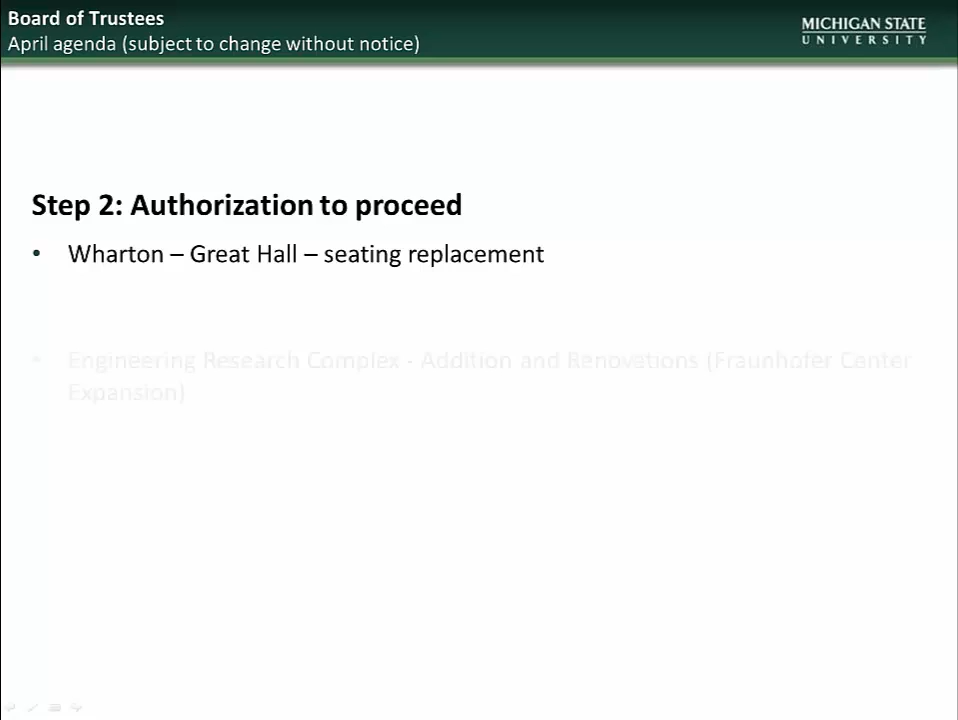 Board of Trustees
April agenda (subject to change without notice)
MICHIGAN STATE
UNIVERSITY
Step 2: Authorization to proceed
• Wharton – Great Hall – seating replacement
• Engineering Research Complex - Addition and Renovations (Fraunhofer Center
Expansion)